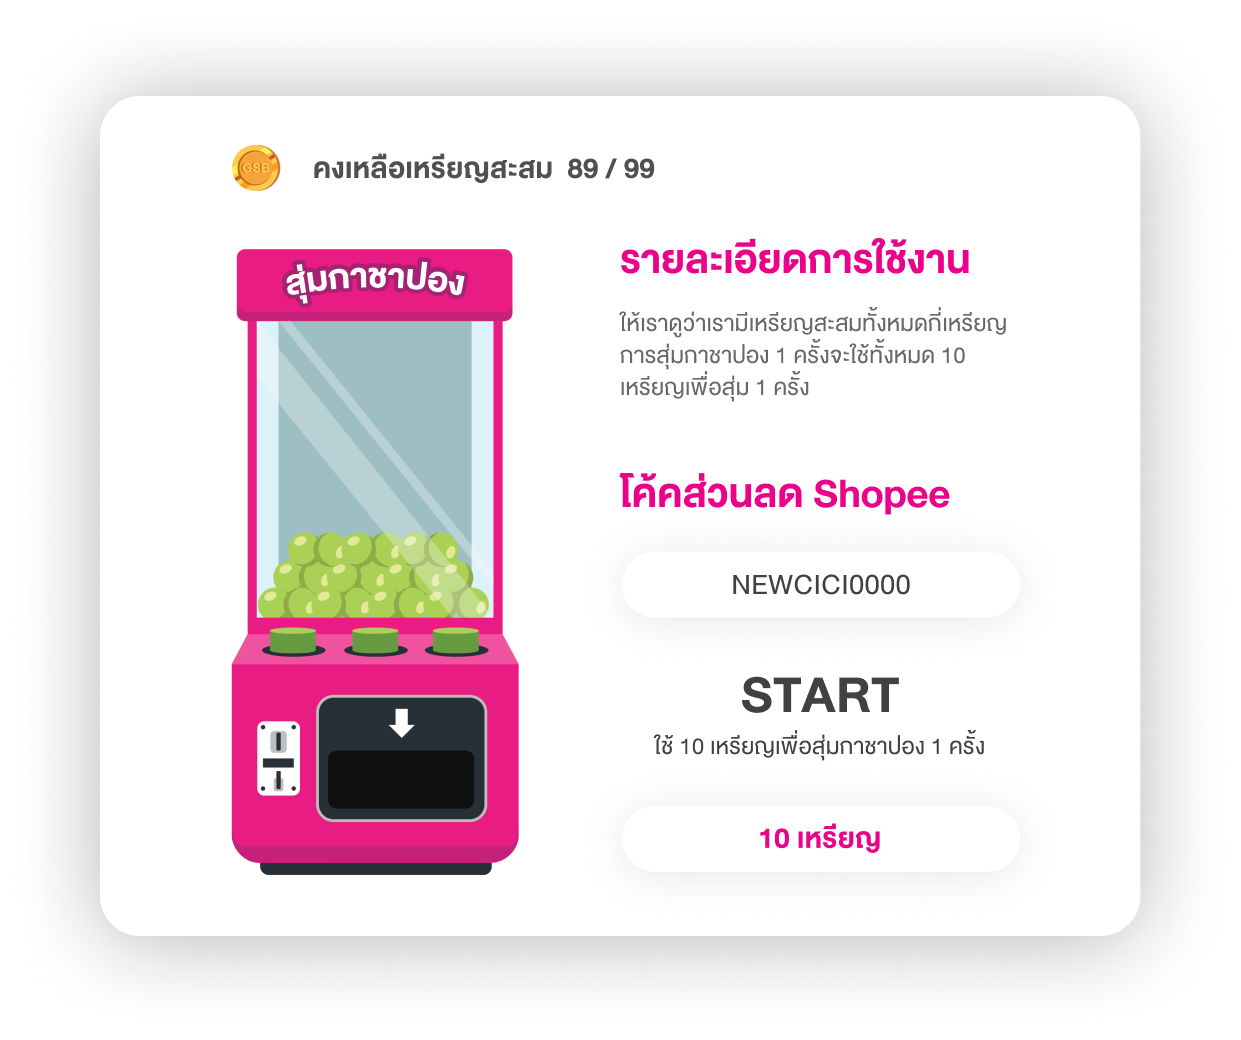 GSB
คงเหลือเหรียญสะสม 89 / 99
สุ่มกาชาปอง
รายละเอียดการใช้งาน
ให้เราดูว่าเรามีเหรียญสะสมทั้งหมดกี่เหรียญ
การสุ่มกาชาปอง 1 ครั้งจะใช้ทั้งหมด 10
เหรียญเพื่อสุ่ม 1 ครั้ง
โค้คส่วนลด Shopee
NEWCICI0000
START
ใช้ 10 เหรียญเพื่อสุ่มกาชาปอง 1 ครั้ง
10 เหรียญ